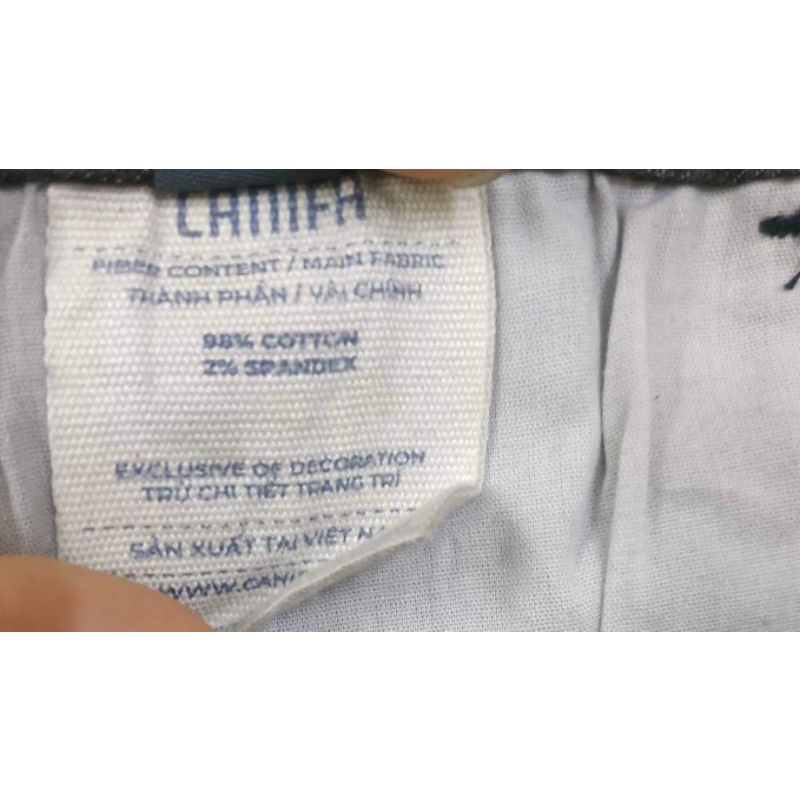 CANIFA
FIBER CONTENT / MAIN FABRIC
THÀNH PHẦN / VẢI CHÍNH
98% COTTON
2% SPANDEX
EXCLUSIVE OF DECORATION
TRỪ CHI TIẾT TRANG TRÍ
SẢN XUẤT TẠI VIỆT